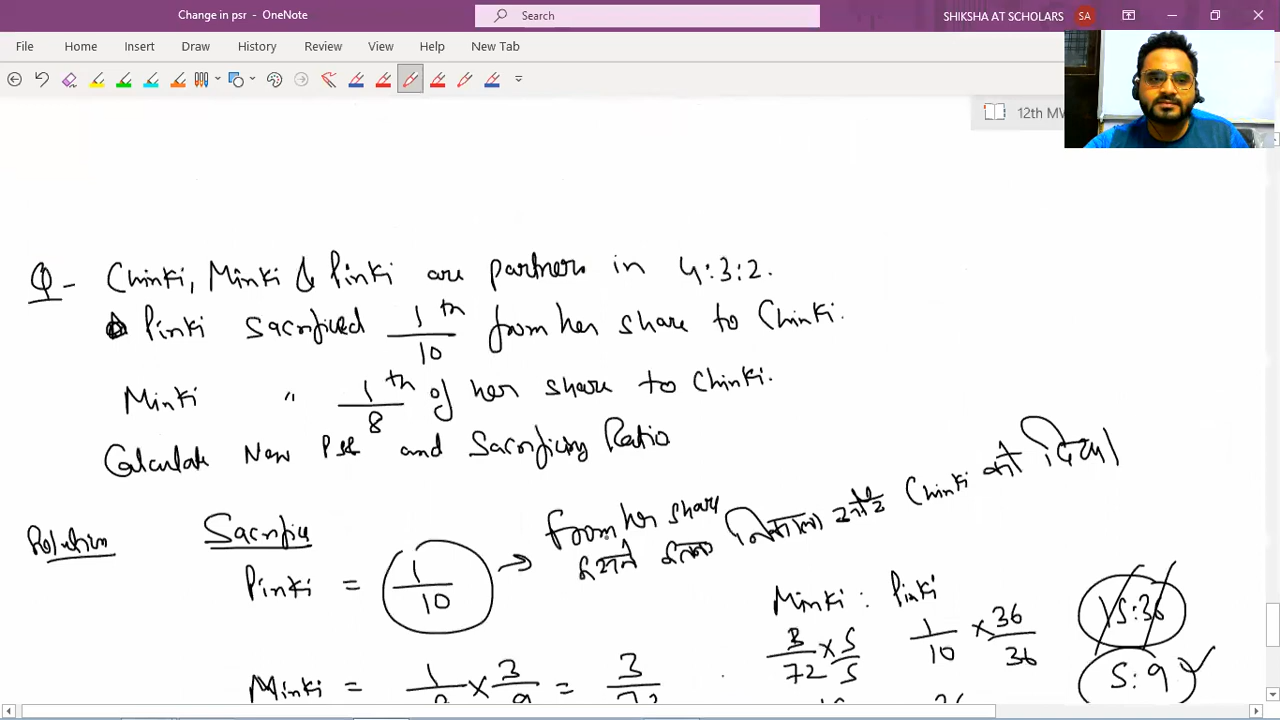 Change in psr - OneNote
Search
SHIKSHA AT SCHOLARS SA
File Home Insert Draw History Review View Help New Tab
12th
Q- Chinki, Minki & Pinki are partners in 4:3:2.
Pinki sacrificed 1/10 th from her share to Chinki.
Minki " 1/8 th of her share to Chinki.
Calculate New PSR and Sacrificing Ratio
from her share
Chinki को दिया
Solution Sacrifice
Pinki = 1/10 →
Minki : Pinki
3/72 × 5/5 1/10 × 36/36
15:36
5:9
Minki = 1/8 × 3/9 = 3/72